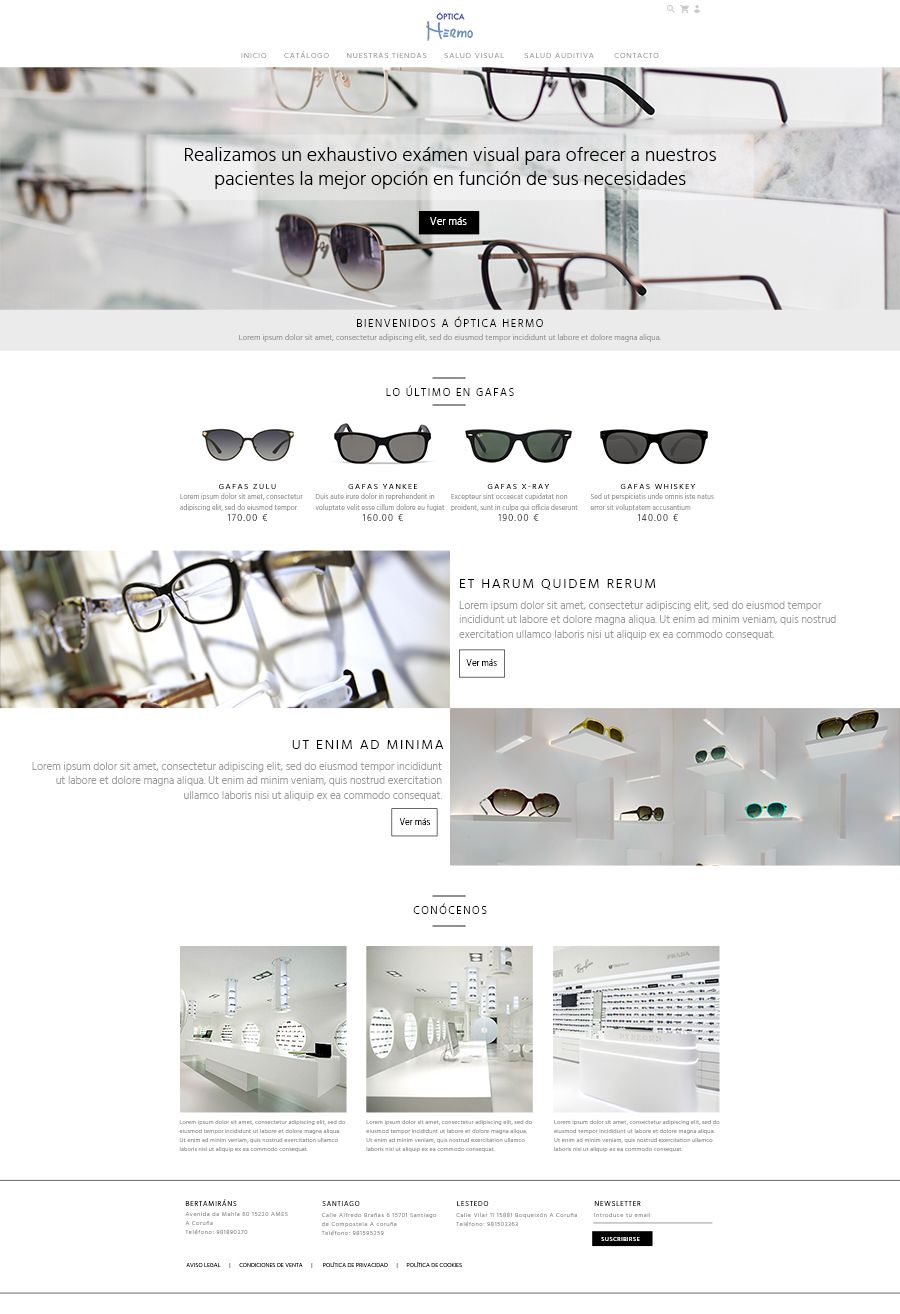 ÓPTICA
Hermo
INICIO CATÁLOGO NUESTRAS TIENDAS SALUD VISUAL SALUD AUDITIVA CONTACTO
Realizamos un exhaustivo exámen visual para ofrecer a nuestros
pacientes la mejor opción en función de sus necesidades
Ver más
BIENVENIDOS A ÓPTICA HERMO
Lorem ipsum dolor sit amet, consectetur adipiscing elit, sed do eiusmod tempor incididunt ut labore et dolore magna aliqua.
LO ÚLTIMO EN GAFAS
GAFAS ZULU
Lorem ipsum dolor sit amet, consectetur
adipiscing elit, sed do eiusmod tempor
170.00 €
GAFAS YANKEE
Duis aute irure dolor in reprehenderit in
voluptate velit esse cillum dolore eu fugiat
160.00 €
GAFAS X-RAY
Excepteur sint occaecat cupidatat non
proident, sunt in culpa qui officia deserunt
190.00 €
GAFAS WHISKEY
Sed ut perspiciatis unde omnis iste natus
error sit voluptatem accusantium
140.00 €
ET HARUM QUIDEM RERUM
Lorem ipsum dolor sit amet, consectetur adipiscing elit, sed do eiusmod tempor
incididunt ut labore et dolore magna aliqua. Ut enim ad minim veniam, quis nostrud
exercitation ullamco laboris nisi ut aliquip ex ea commodo consequat.
Ver más
UT ENIM AD MINIMA
Lorem ipsum dolor sit amet, consectetur adipiscing elit, sed do eiusmod tempor incididunt
ut labore et dolore magna aliqua. Ut enim ad minim veniam, quis nostrud exercitation
ullamco laboris nisi ut aliquip ex ea commodo consequat.
Ver más
CONÓCENOS
Ray-Ban
PRADA
Lorem ipsum dolor sit amet, consectetur adipiscing elit, sed do
eiusmod tempor incididunt ut labore et dolore magna aliqua.
Ut enim ad minim veniam, quis nostrud exercitation ullamco
laboris nisi ut aliquip ex ea commodo consequat.
Lorem ipsum dolor sit amet, consectetur adipiscing elit, sed do
eiusmod tempor incididunt ut labore et dolore magna aliqua.
Ut enim ad minim veniam, quis nostrud exercitation ullamco
laboris nisi ut aliquip ex ea commodo consequat.
Lorem ipsum dolor sit amet, consectetur adipiscing elit, sed do
eiusmod tempor incididunt ut labore et dolore magna aliqua.
Ut enim ad minim veniam, quis nostrud exercitation ullamco
laboris nisi ut aliquip ex ea commodo consequat.
BERTAMIRÁNS
Avenida da Mahía 60 15220 AMES
A Coruña
Teléfono: 981890270
SANTIAGO
Calle Alfredo Brañas 6 15701 Santiago
de Compostela A coruña
Teléfono: 981595259
LESTEDO
Calle Vilar 11 15881 Boqueixón A Coruña
Teléfono: 981502263
NEWSLETTER
Introduce tu email
SUSCRIBIRSE
AVISO LEGAL | CONDICIONES DE VENTA | POLÍTICA DE PRIVACIDAD | POLÍTICA DE COOKIES